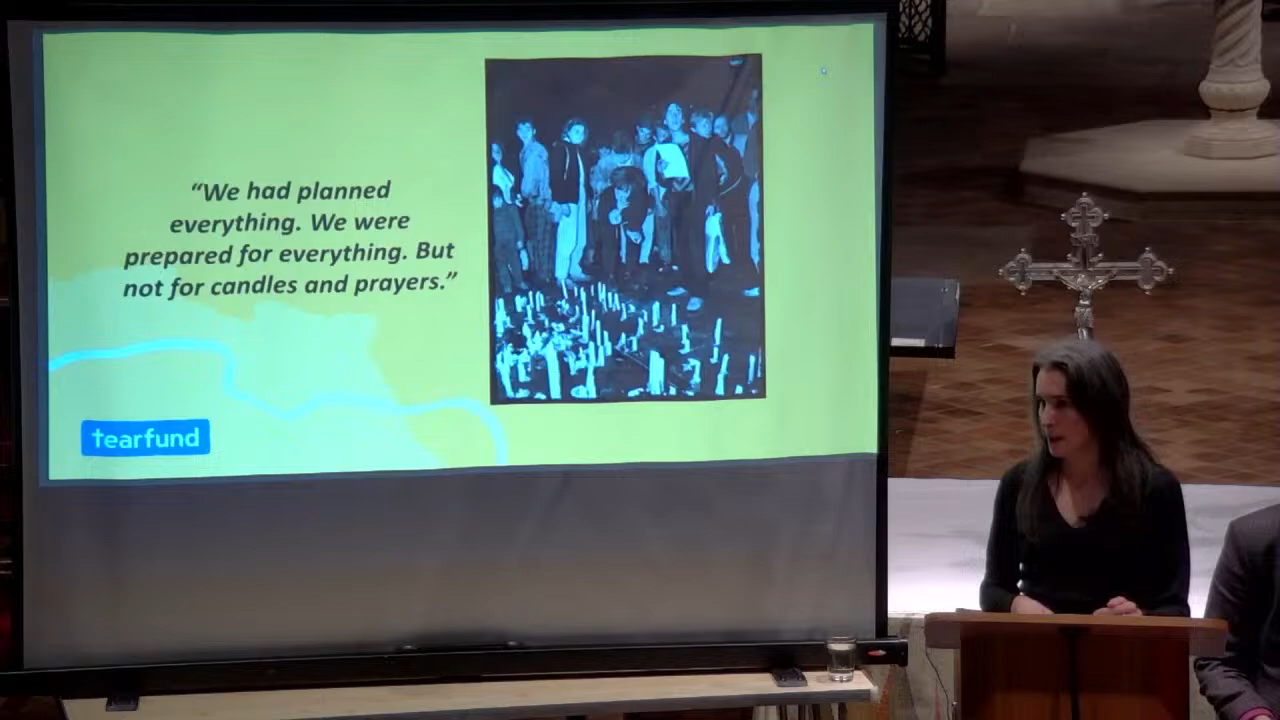 “We had planned
everything. We were
prepared for everything. But
not for candles and prayers.”
tearfund